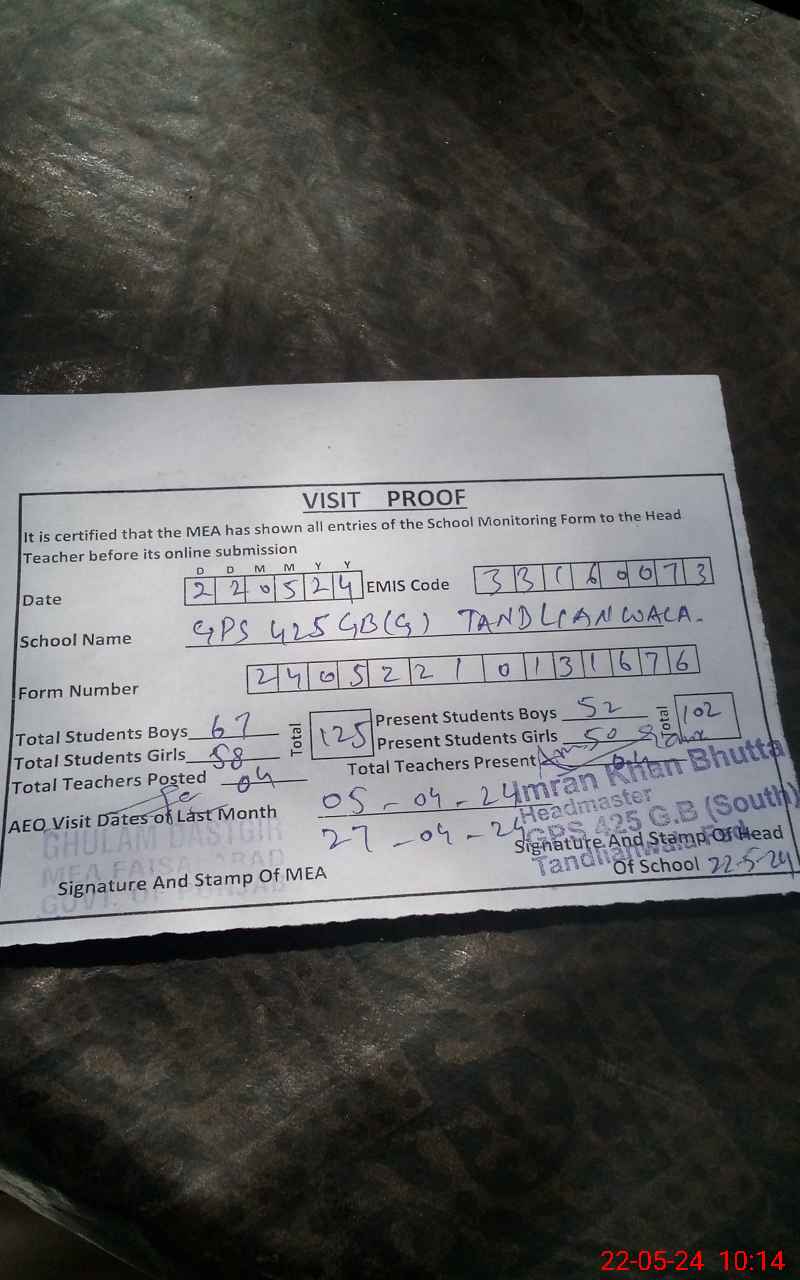 VISIT PROOF
It is certified that the MEA has shown all entries of the School Monitoring Form to the Head
Teacher before its online submission
D D M M Y Y
Date 2 2 0 5 2 4 EMIS Code 3 3 1 6 0 0 7 3
School Name GPS 425 GB(G) TANDLIANWALA.
Form Number 2 4 0 5 2 2 1 0 1 3 1 6 7 6
Total Students Boys 67 Total 125 Present Students Boys 52 Total 102
Total Students Girls 58 Present Students Girls 50
Total Teachers Posted 04 Total Teachers Present 04
AEO Visit Dates of Last Month 05-04-24
27-04-24
Imran Khan Bhutta
Headmaster
GPS 425 G.B (South)
Tandlianwala
GHULAM DASTGIR
MEA FAISALABAD
GOVT. OF PUNJAB
Signature And Stamp Of MEA
Signature And Stamp Of Head
Of School 22-5-24
22-05-24 10:14